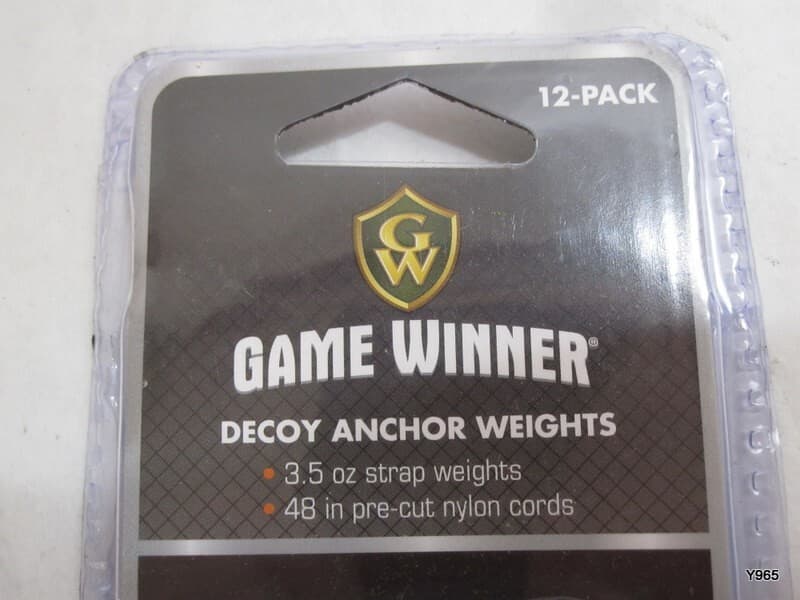 12-PACK
GW
GAME WINNER®
DECOY ANCHOR WEIGHTS
• 3.5 oz strap weights
• 48 in pre-cut nylon cords
Y965